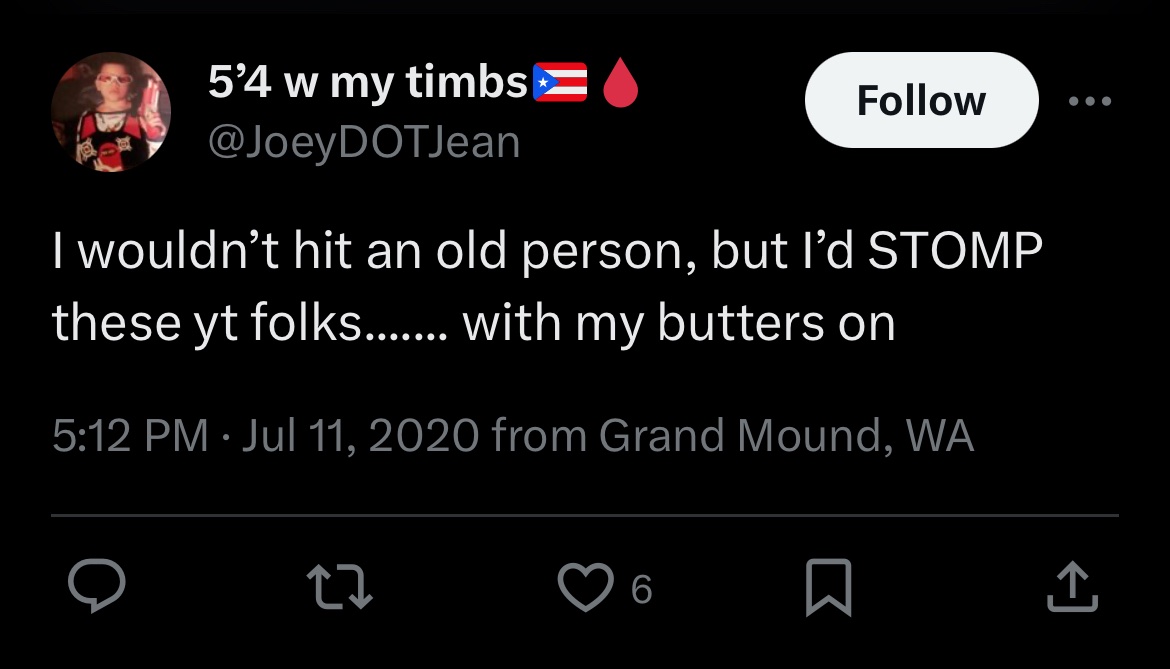 5’4 w my timbs🇵🇷🩸
@JoeyDOTJean
Follow
I wouldn’t hit an old person, but I’d STOMP
these yt folks....... with my butters on
5:12 PM · Jul 11, 2020 from Grand Mound, WA
6